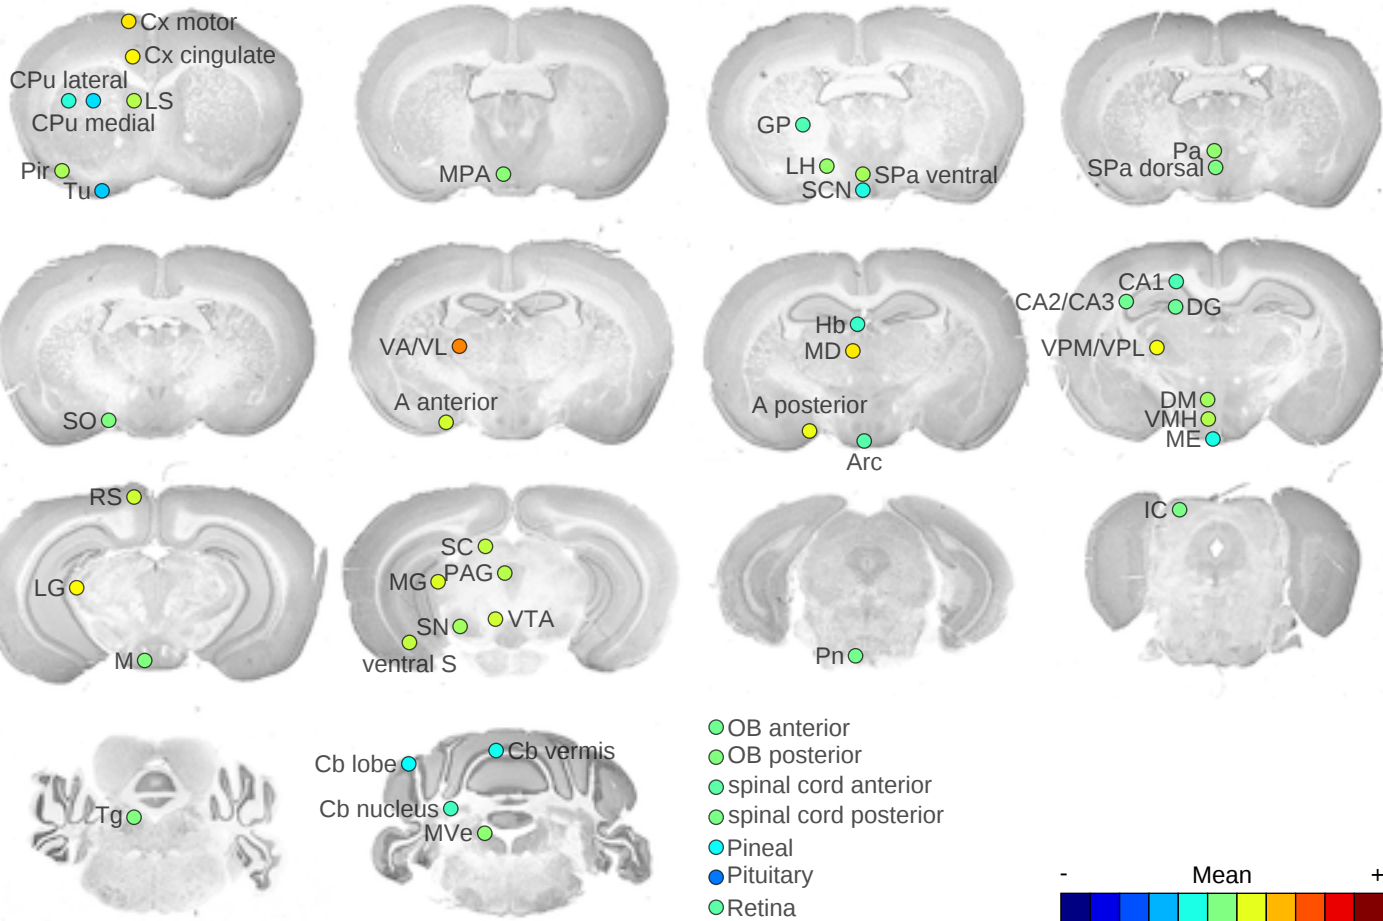 Cx motor
Cx cingulate
CPu lateral
LS
CPu medial
Pir
Tu
MPA
GP
LH
SPa ventral
SCN
Pa
SPa dorsal
SO
VA/VL
A anterior
Hb
MD
A posterior
Arc
CA1
CA2/CA3
DG
VPM/VPL
DM
VMH
ME
RS
LG
M
SC
MG
PAG
SN
VTA
ventral S
Pn
IC
Tg
Cb lobe
Cb vermis
Cb nucleus
MVe
OB anterior
OB posterior
spinal cord anterior
spinal cord posterior
Pineal
Pituitary
Retina
- Mean +